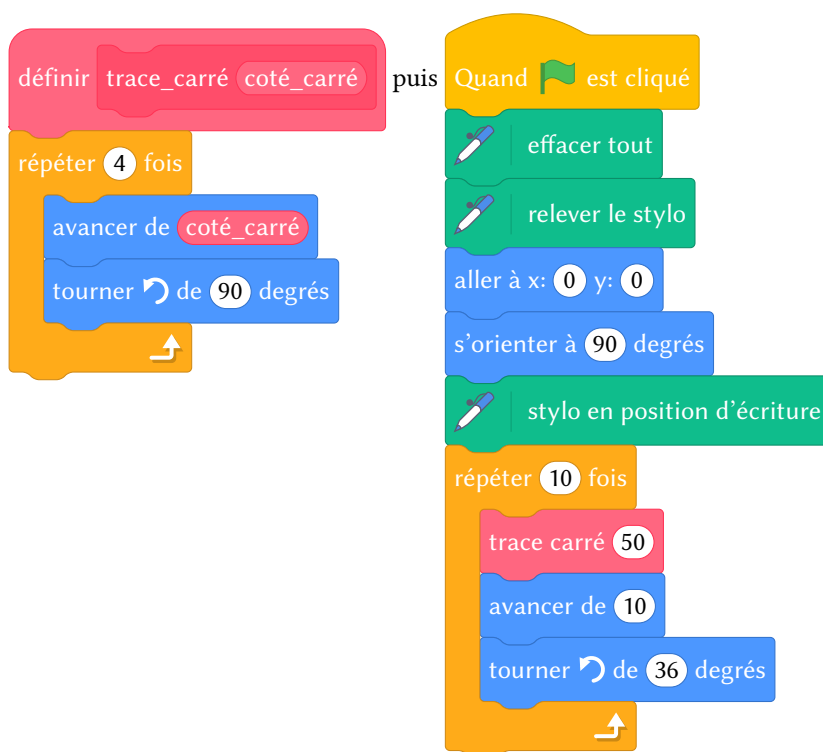 définir trace_carré coté_carré
répéter 4 fois
avancer de coté_carré
tourner de 90 degrés
puis
Quand est cliqué
effacer tout
relever le stylo
aller à x: 0 y: 0
s'orienter à 90 degrés
stylo en position d'écriture
répéter 10 fois
trace carré 50
avancer de 10
tourner de 36 degrés